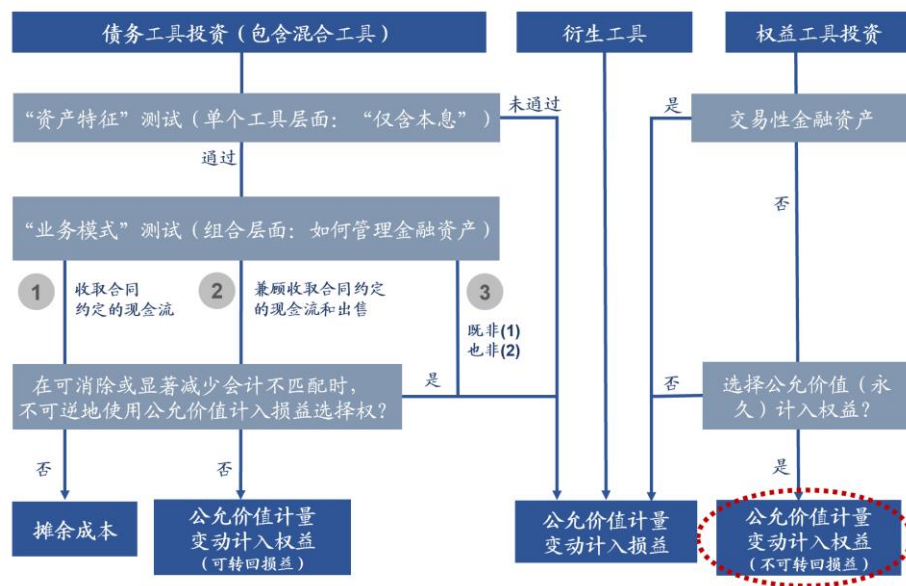 债务工具投资（包含混合工具）
衍生工具
权益工具投资
“资产特征”测试（单个工具层面：“仅含本息”）
未通过
是
交易性金融资产
通过
否
“业务模式”测试（组合层面：如何管理金融资产）
1
收取合同
约定的现金流
2
兼顾收取合同约定
的现金流和出售
3
既非(1)
也非(2)
在可消除或显著减少会计不匹配时，
不可逆地使用公允价值计入损益选择权？
是
否
选择公允价值（永
久）计入权益？
否
否
是
摊余成本
公允价值计量
变动计入权益
（可转回损益）
公允价值计量
变动计入损益
公允价值计量
变动计入权益
（不可转回损益）